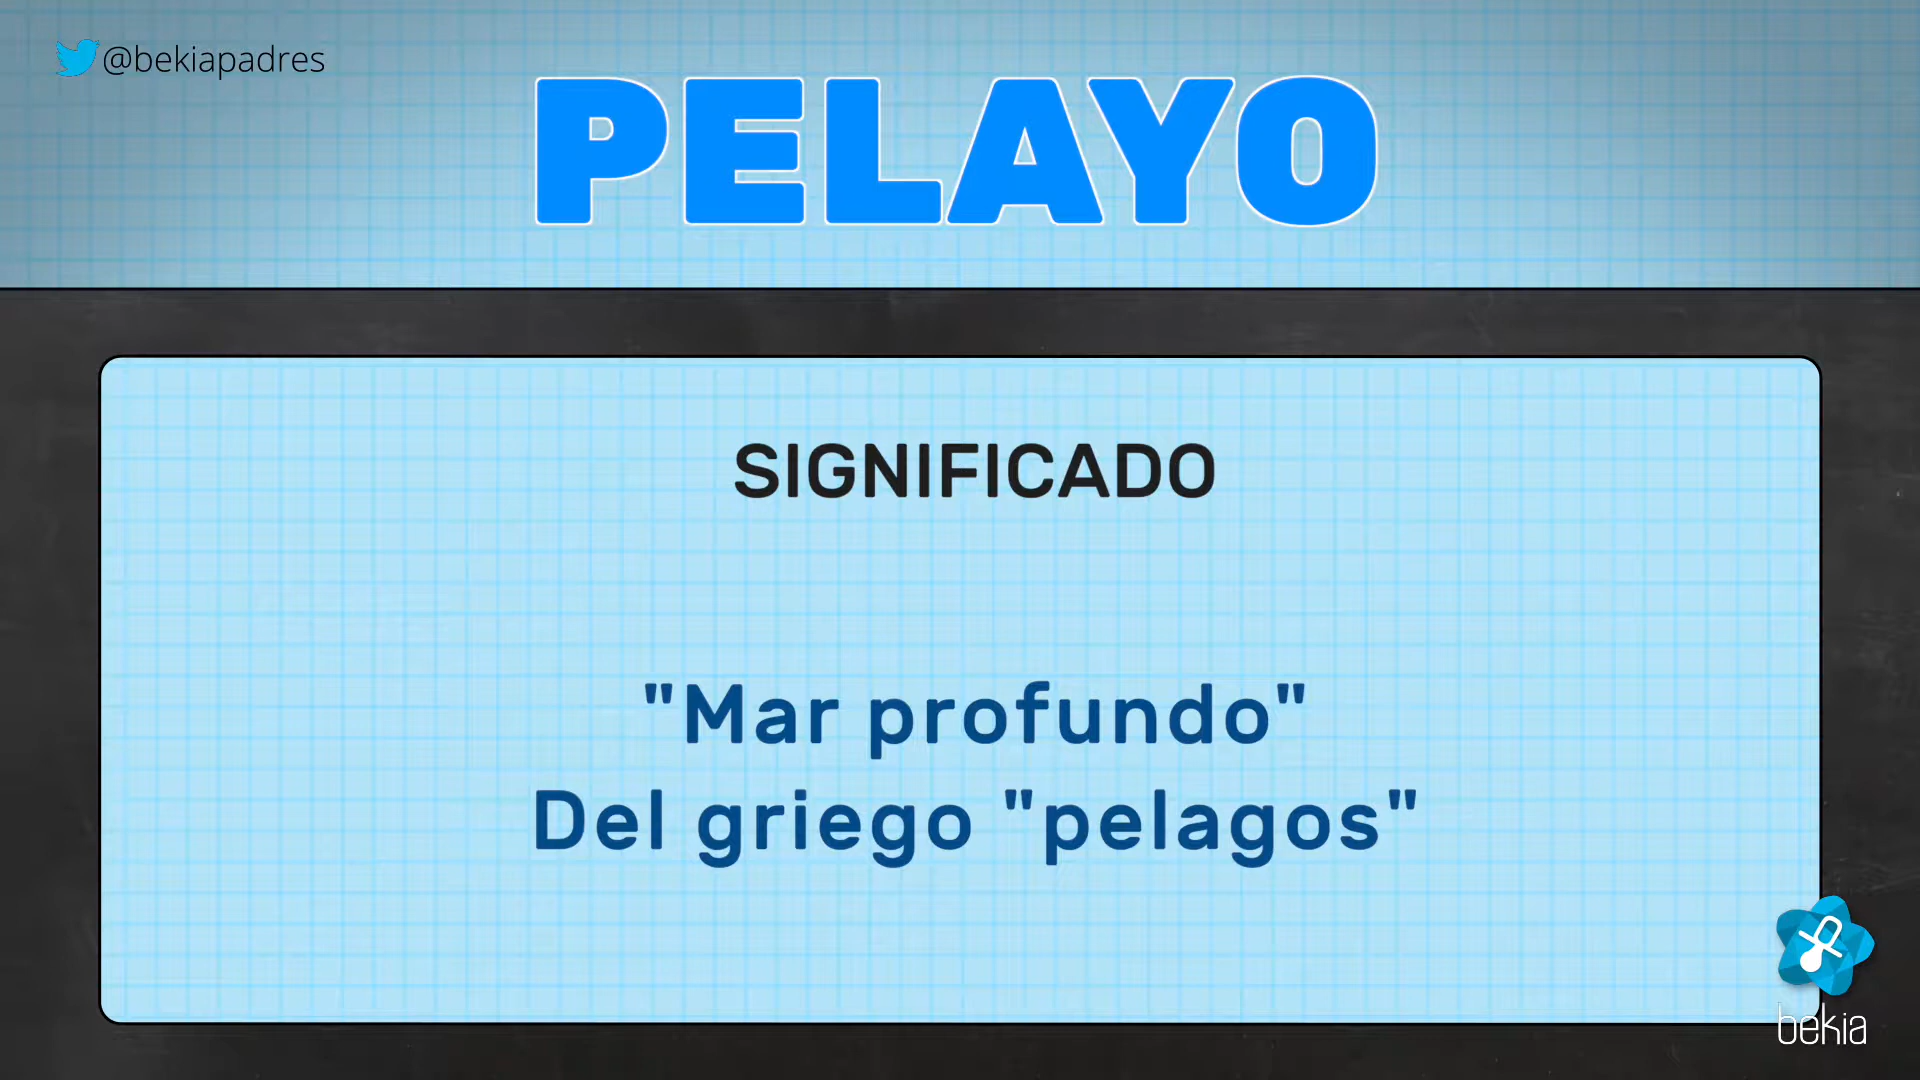 @bekiapadres
PELAYO
SIGNIFICADO
"Mar profundo"
Del griego "pelagos"
bekia